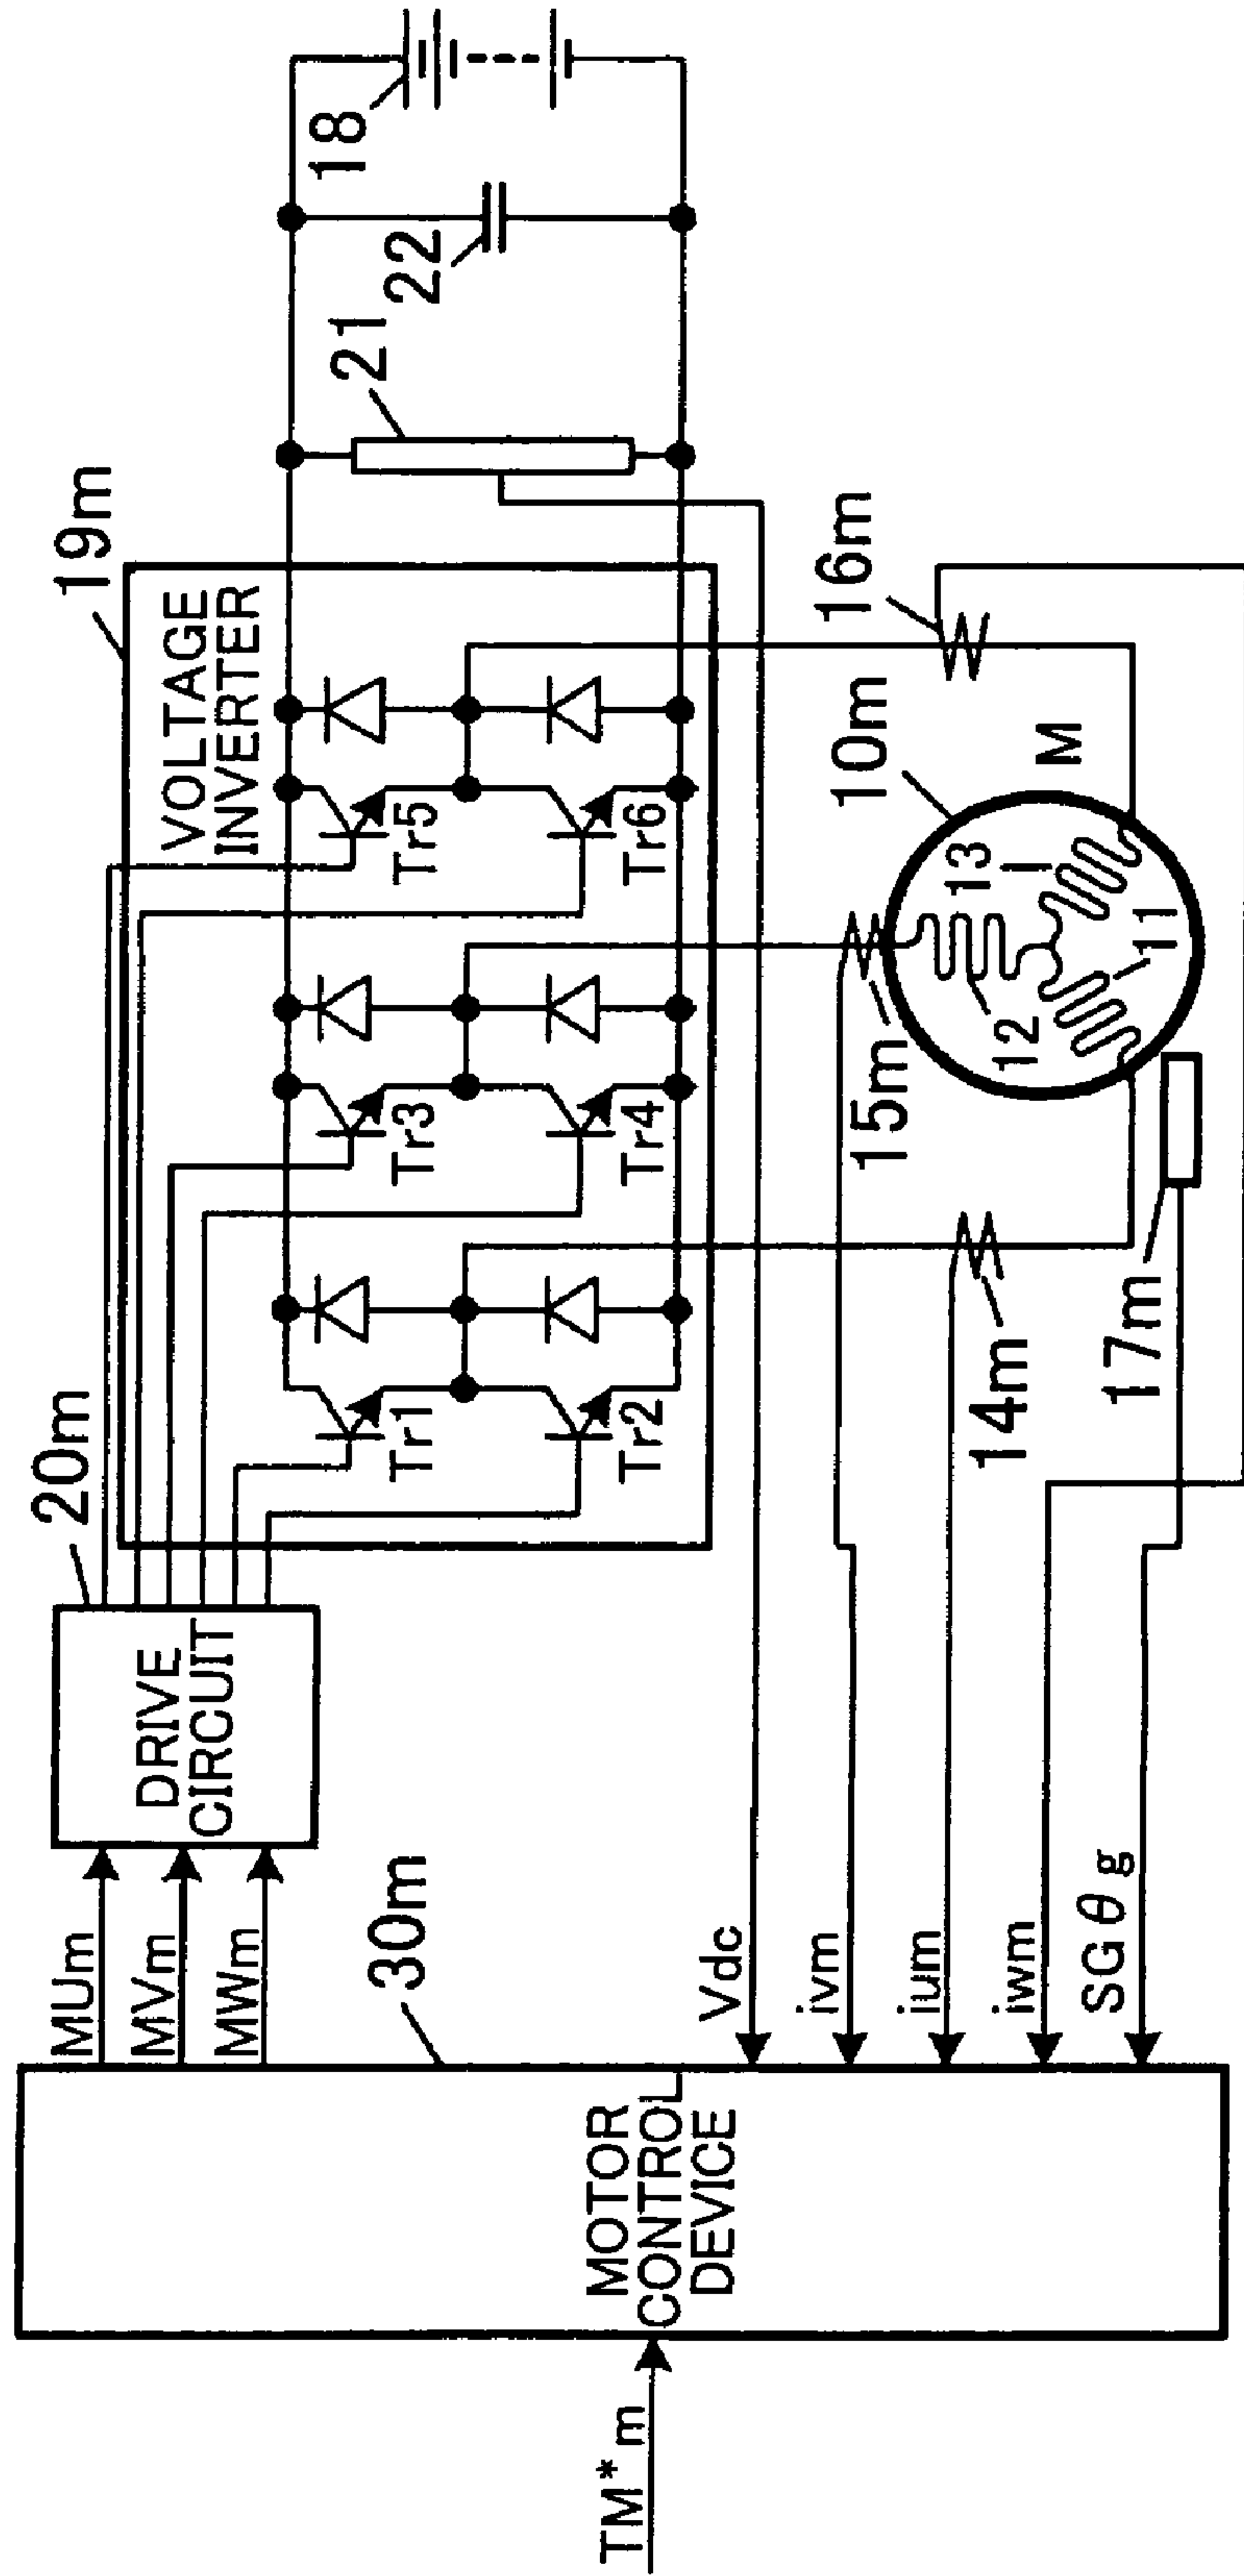 TM*m
MOTOR
CONTROL
DEVICE
30m
MUm
MVm
MWm
DRIVE
CIRCUIT
20m
19m
VOLTAGE
INVERTER
Tr1
Tr2
Tr3
Tr4
Tr5
Tr6
21
22
18
Vdc
ivm
ium
iwm
SGθg
14m
15m
16m
17m
10m
M
11
12
13